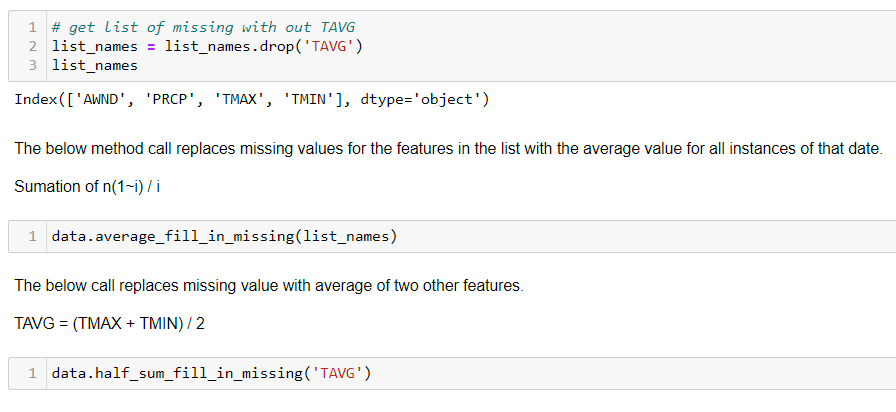 1 # get list of missing with out TAVG
2 list_names = list_names.drop('TAVG')
3 list_names
Index(['AWND', 'PRCP', 'TMAX', 'TMIN'], dtype='object')
The below method call replaces missing values for the features in the list with the average value for all instances of that date.
Sumation of n(1~i) / i
1 data.average_fill_in_missing(list_names)
The below call replaces missing value with average of two other features.
TAVG = (TMAX + TMIN) / 2
1 data.half_sum_fill_in_missing('TAVG')